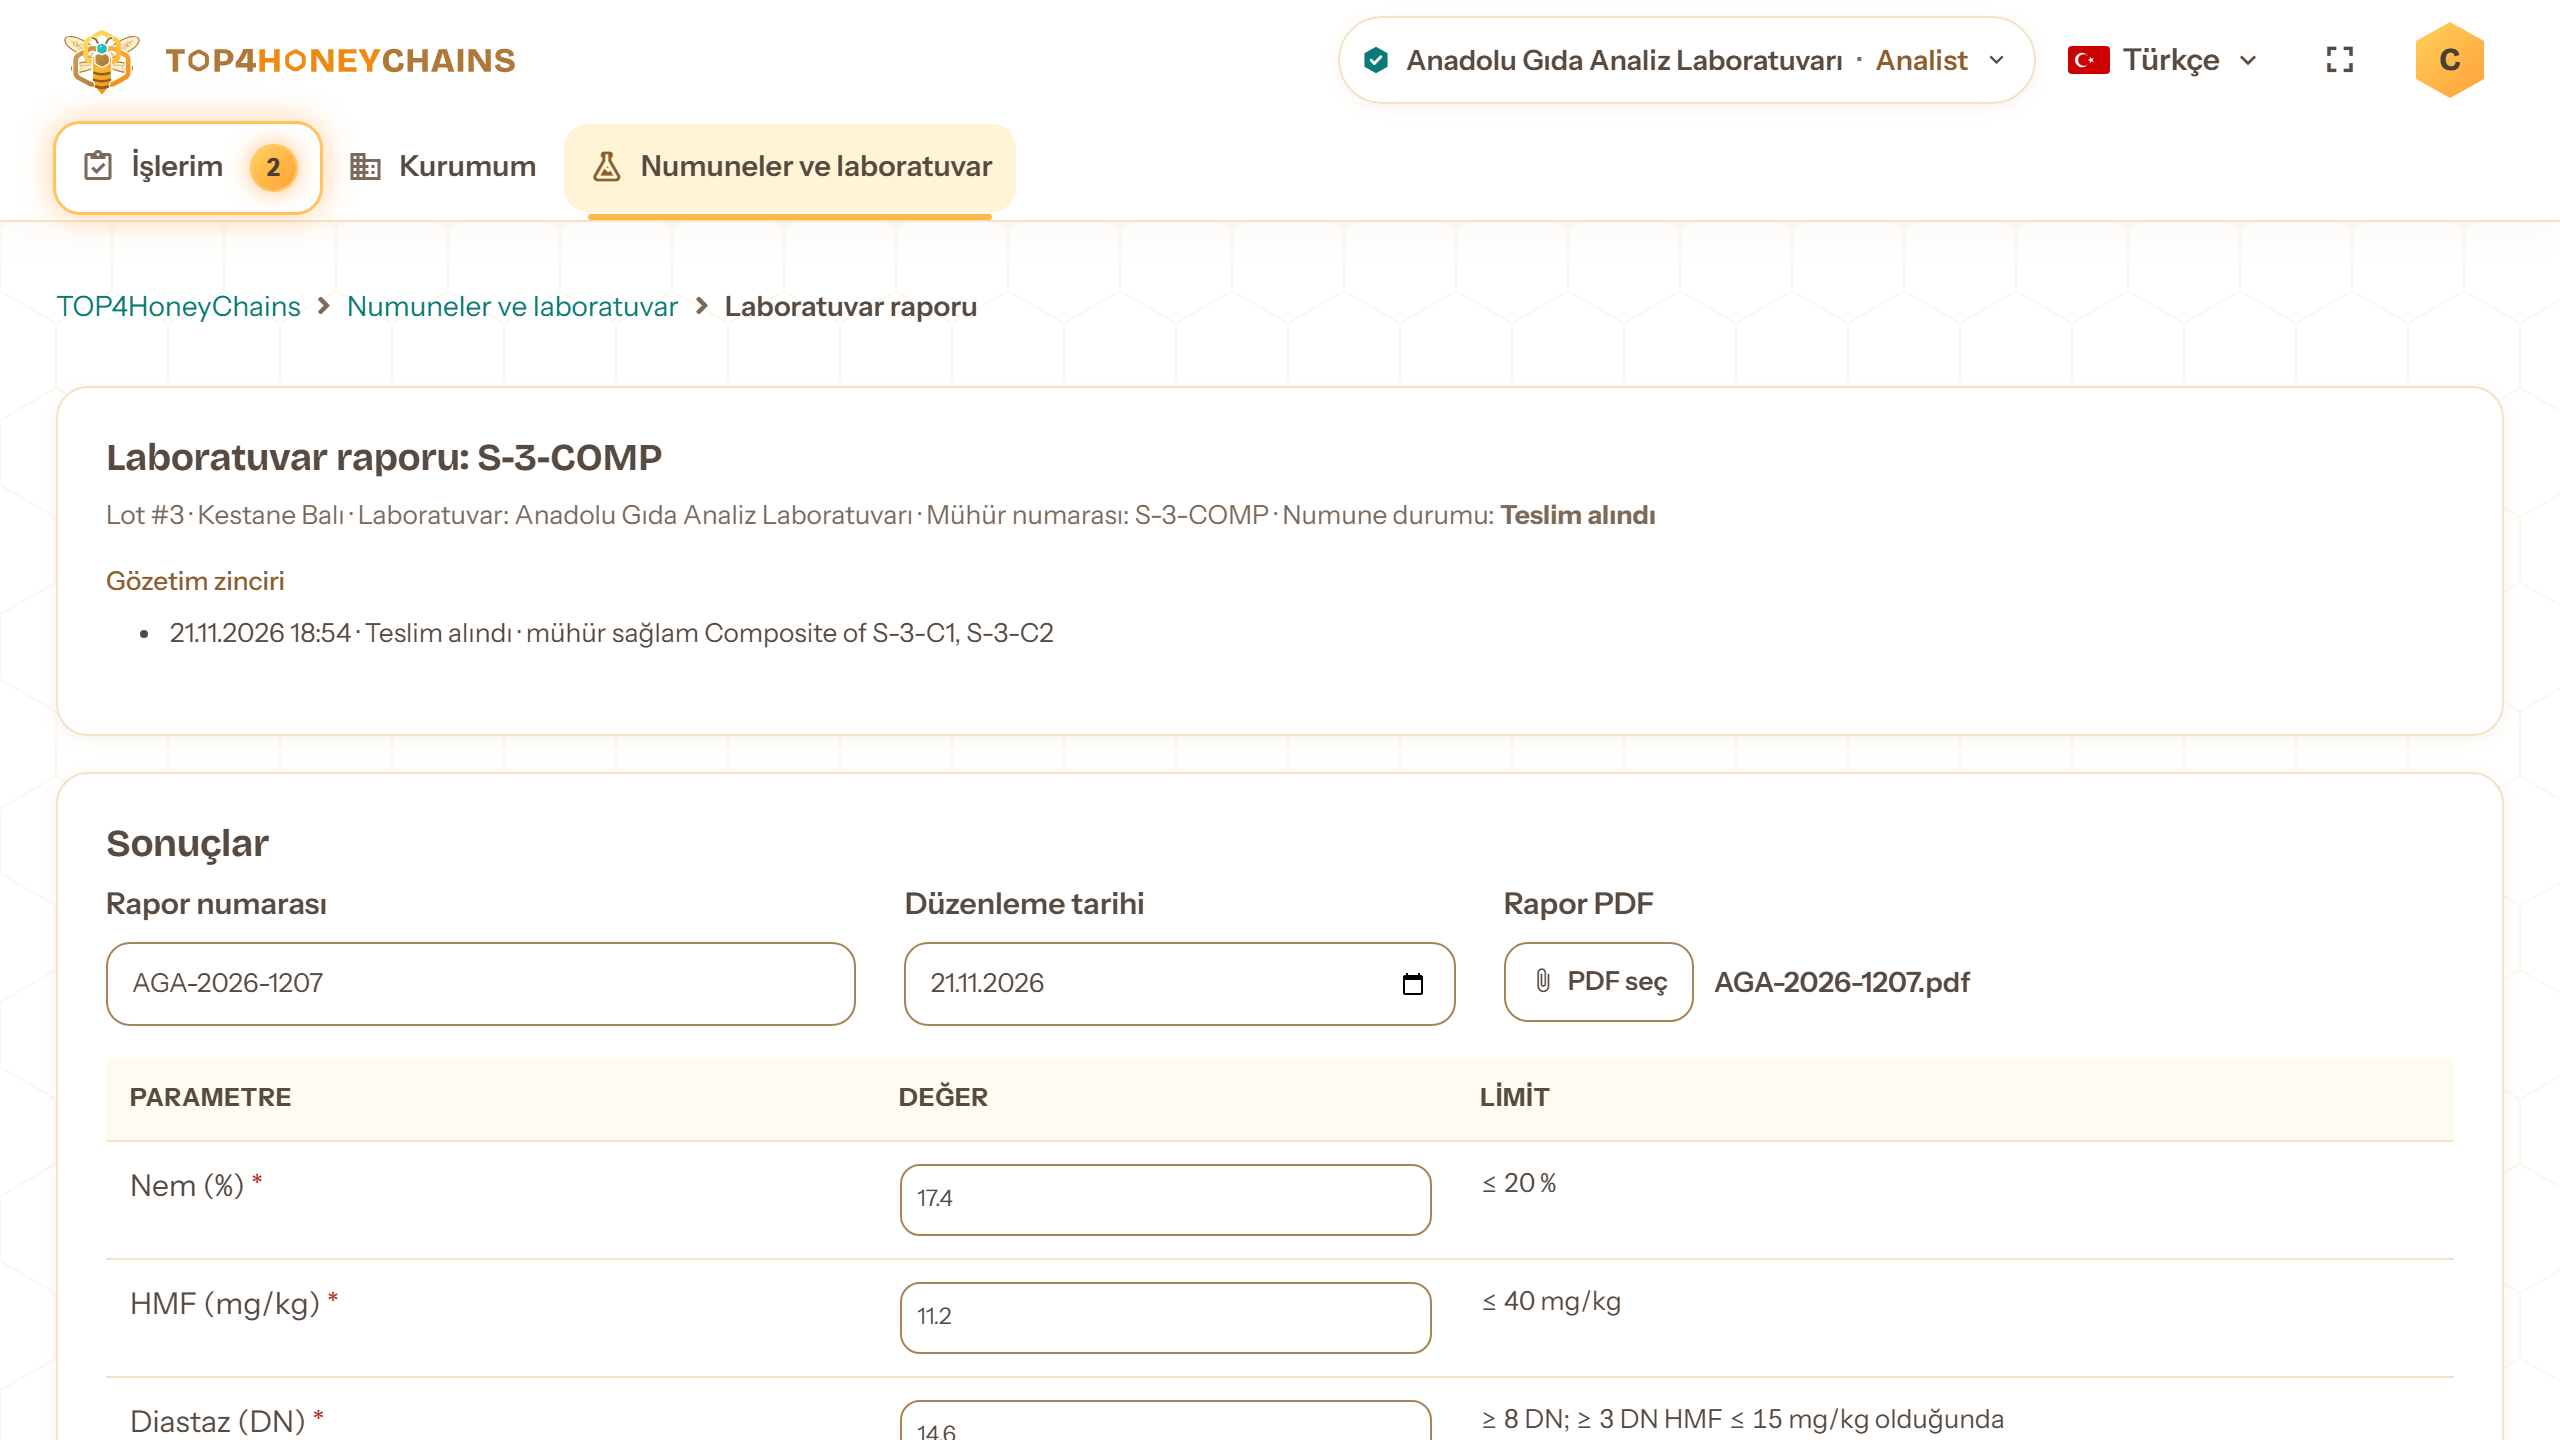 TOP4HONEYCHAINS
Anadolu Gıda Analiz Laboratuvarı · Analist
Türkçe
C
İşlerim 2
Kurumum
Numuneler ve laboratuvar
TOP4HoneyChains > Numuneler ve laboratuvar > Laboratuvar raporu
Laboratuvar raporu: S-3-COMP
Lot #3 · Kestane Balı · Laboratuvar: Anadolu Gıda Analiz Laboratuvarı · Mühür numarası: S-3-COMP · Numune durumu: Teslim alındı
Gözetim zinciri
• 21.11.2026 18:54 · Teslim alındı · mühür sağlam Composite of S-3-C1, S-3-C2
Sonuçlar
Rapor numarası
Düzenleme tarihi
Rapor PDF
AGA-2026-1207
21.11.2026
PDF seç
AGA-2026-1207.pdf
PARAMETRE DEĞER LİMİT
Nem (%) * 17.4 ≤ 20 %
HMF (mg/kg) * 11.2 ≤ 40 mg/kg
Diastaz (DN) * 14.6 ≥ 8 DN; ≥ 3 DN HMF ≤ 15 mg/kg olduğunda